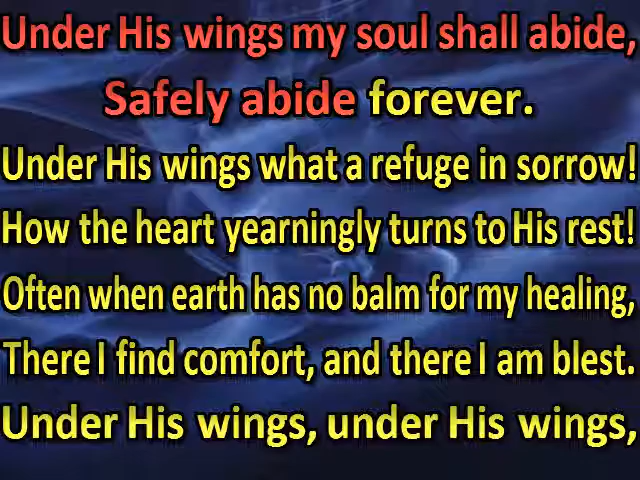 Under His wings my soul shall abide,
Safely abide forever.
Under His wings what a refuge in sorrow!
How the heart yearningly turns to His rest!
Often when earth has no balm for my healing,
There I find comfort, and there I am blest.
Under His wings, under His wings,